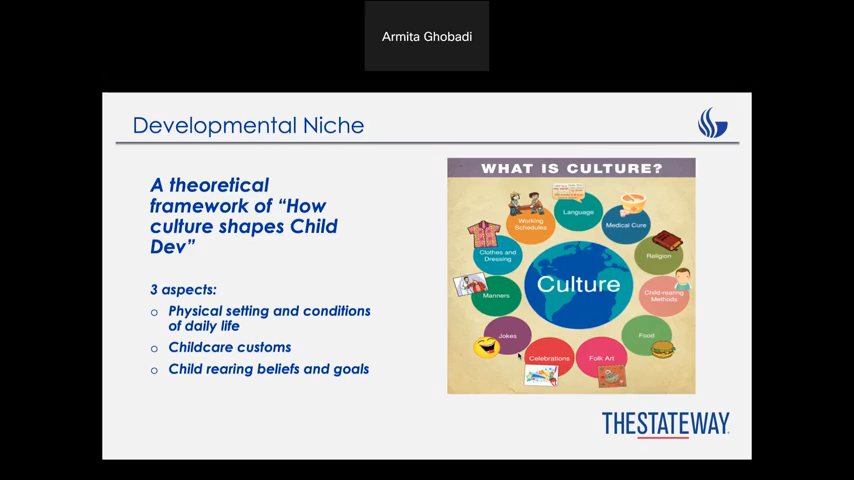 Armita Ghobadi
Developmental Niche
A theoretical
framework of “How
culture shapes Child
Dev”
3 aspects:
o Physical setting and conditions
of daily life
o Childcare customs
o Child rearing beliefs and goals
WHAT IS CULTURE?
Language
Working
Schedules
Medical Cure
Clothes and
Dressing
Religion
Culture
Manners
Child-rearing
Methods
Jokes
Food
Celebrations
Folk Art
THESTATEWAY.